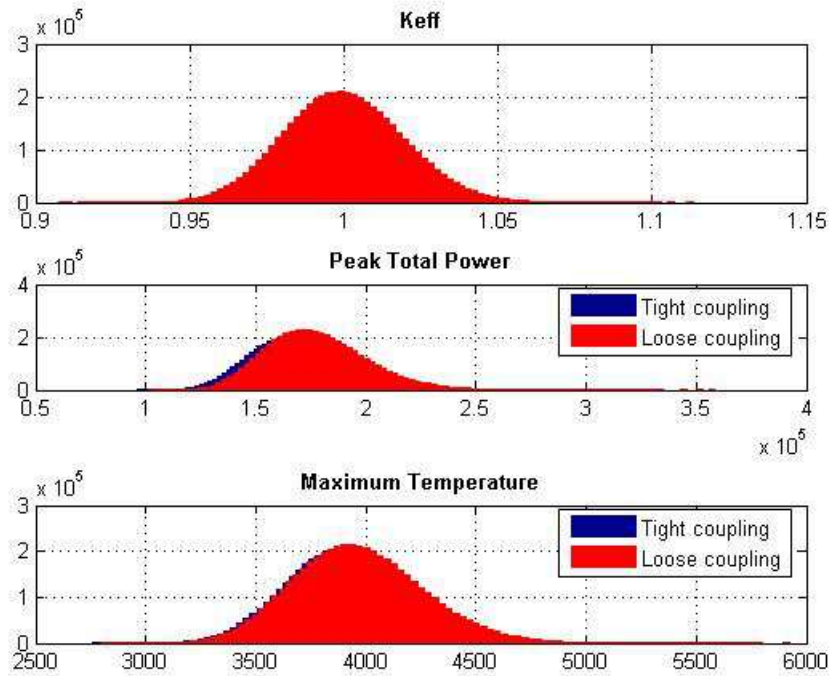 Keff
x 10^5
3
2
1
0
0.9 0.95 1 1.05 1.1 1.15
Peak Total Power
x 10^5
4
2
0
Tight coupling
Loose coupling
0.5 1 1.5 2 2.5 3 3.5 4
x 10^5
Maximum Temperature
x 10^5
3
2
1
0
Tight coupling
Loose coupling
2500 3000 3500 4000 4500 5000 5500 6000